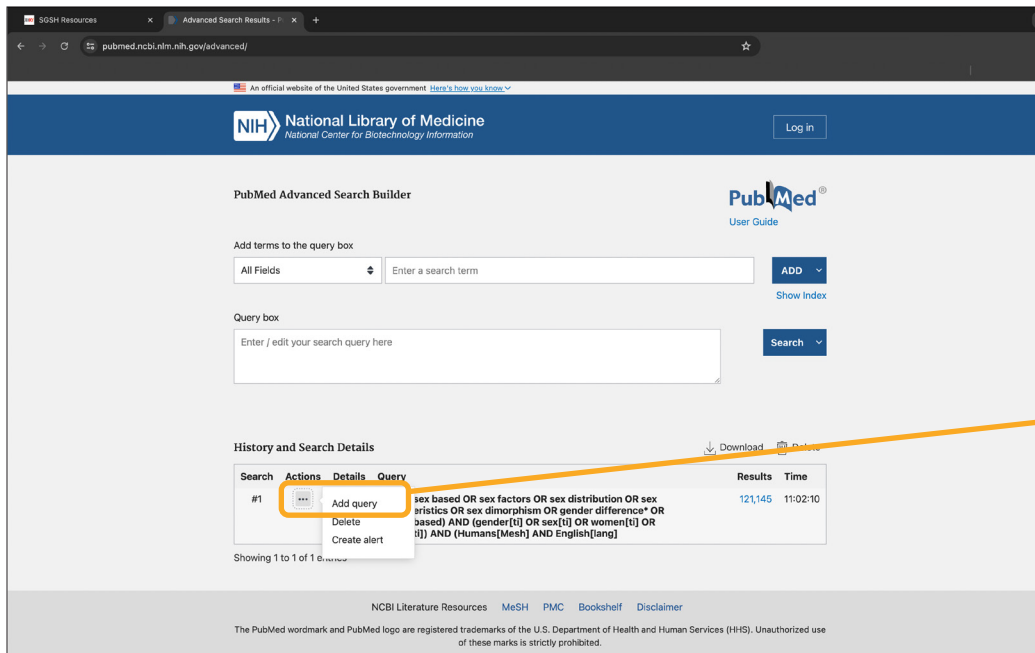 SGSH Resources
Advanced Search Results - P
pubmed.ncbi.nlm.nih.gov/advanced/
An official website of the United States government Here's how you know
NIH National Library of Medicine
National Center for Biotechnology Information
Log in
PubMed Advanced Search Builder
PubMed®
User Guide
Add terms to the query box
All Fields Enter a search term ADD
Show Index
Query box
Enter / edit your search query here
Search
History and Search Details Download
Search Actions Details Query Results Time
#1 ... Add query sex based OR sex factors OR sex distribution OR sex 121,145 11:02:10
eristics OR sex dimorphism OR gender difference* OR
Delete based) AND (gender[ti] OR sex[ti] OR women[ti] OR
Create alert ti]) AND (Humans[Mesh] AND English[lang]
Showing 1 to 1 of 1 entries
NCBI Literature Resources MeSH PMC Bookshelf Disclaimer
The PubMed wordmark and PubMed logo are registered trademarks of the U.S. Department of Health and Human Services (HHS). Unauthorized use
of these marks is strictly prohibited.